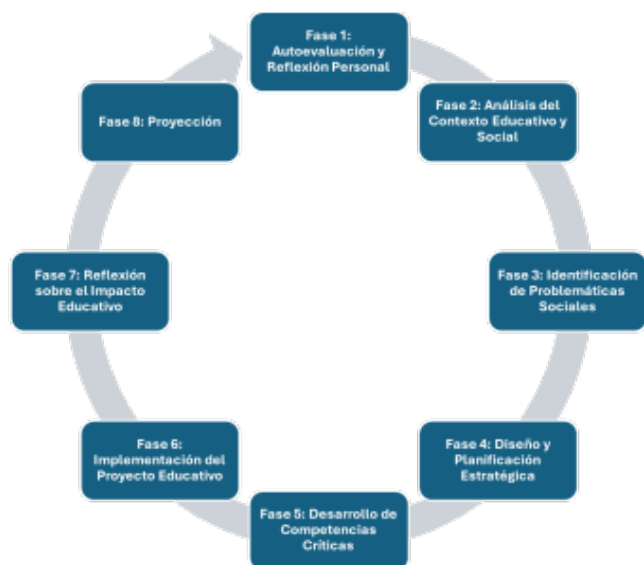 Fase 1:
Autoevaluación y
Reflexión Personal
Fase 2: Análisis del
Contexto Educativo y
Social
Fase 3: Identificación
de Problemáticas
Sociales
Fase 4: Diseño y
Planificación
Estratégica
Fase 5: Desarrollo de
Competencias
Críticas
Fase 6:
Implementación del
Proyecto Educativo
Fase 7: Reflexión
sobre el Impacto
Educativo
Fase 8: Proyección